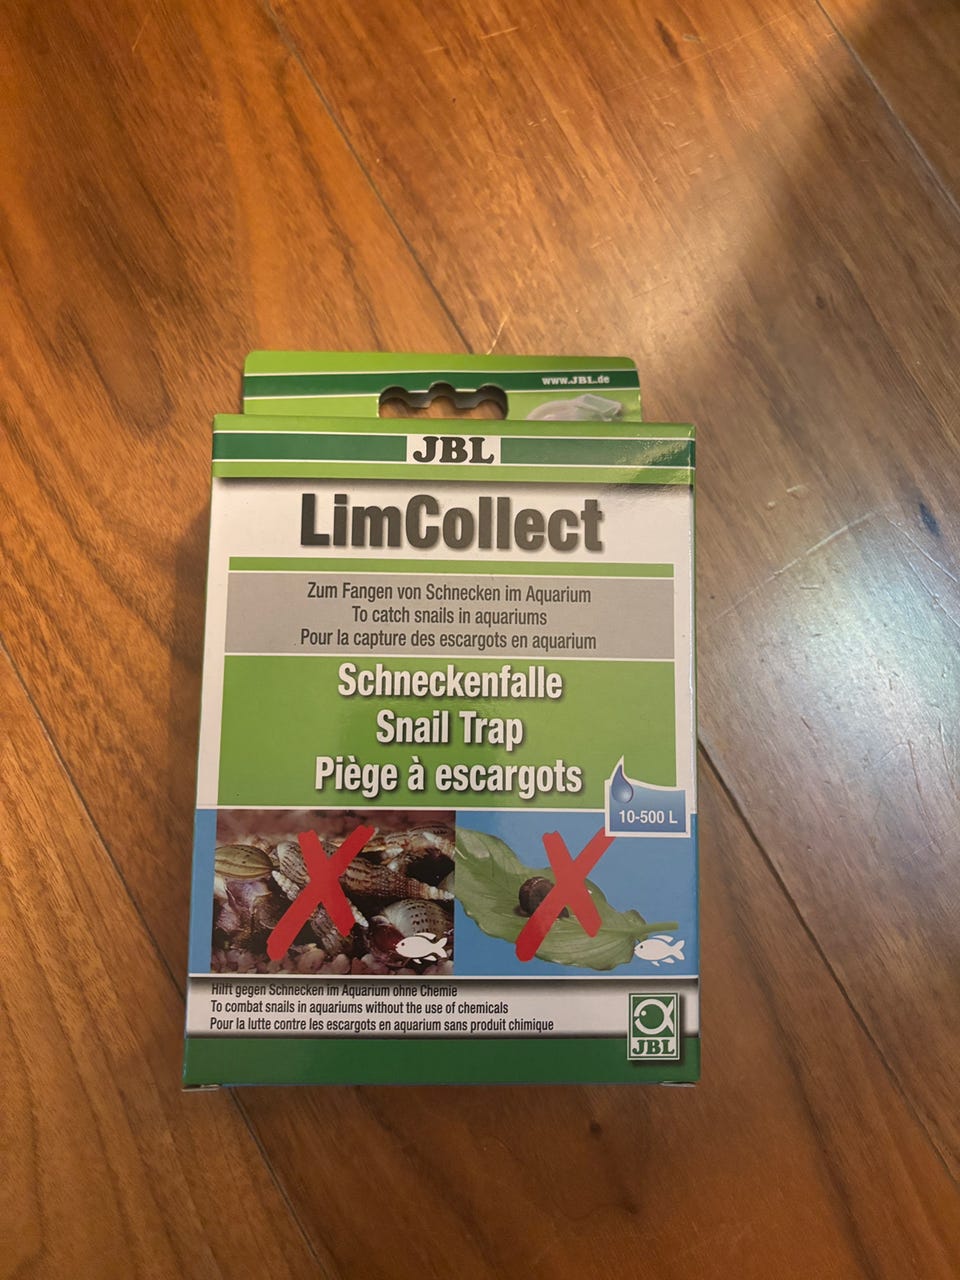 www.JBL.de
JBL
LimCollect
Zum Fangen von Schnecken im Aquarium
To catch snails in aquariums
Pour la capture des escargots en aquarium
Schneckenfalle
Snail Trap
Piège à escargots
10-500 L
Hilft gegen Schnecken im Aquarium ohne Chemie
To combat snails in aquariums without the use of chemicals
Pour la lutte contre les escargots en aquarium sans produit chimique
JBL